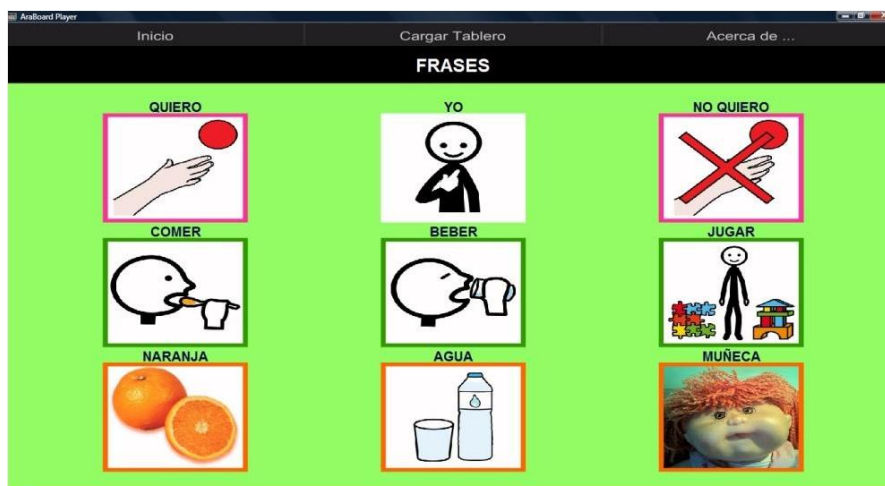 AraBoard Player
Inicio Cargar Tablero Acerca de ...
FRASES
QUIERO YO NO QUIERO
COMER BEBER JUGAR
NARANJA AGUA MUÑECA